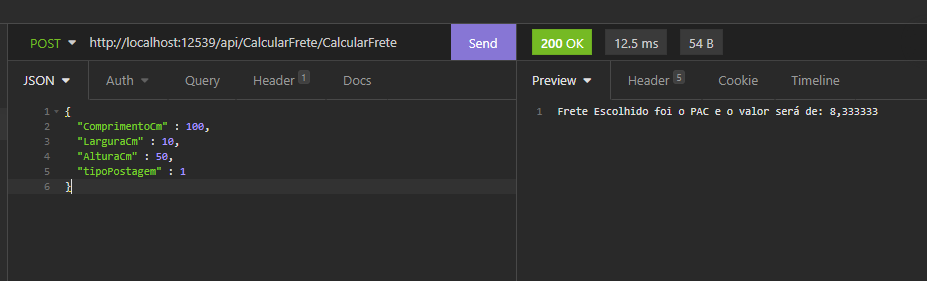 POST http://localhost:12539/api/CalcularFrete/CalcularFrete Send 200 OK 12.5 ms 54 B
JSON Auth Query Header 1 Docs Preview Header 5 Cookie Timeline
1 {
2 "ComprimentoCm" : 100,
3 "LarguraCm" : 10,
4 "AlturaCm" : 50,
5 "tipoPostagem" : 1
6 }
1 Frete Escolhido foi o PAC e o valor será de: 8,333333